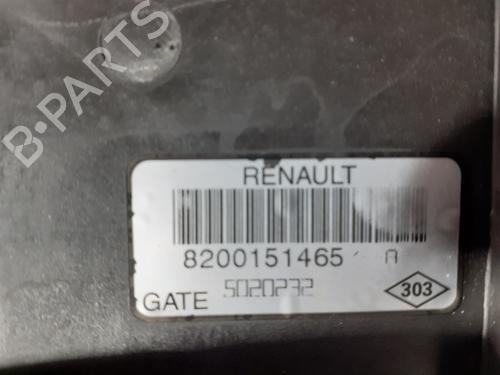 B-PARTS
RENAULT
8200151465 A
GATE 5020232 303